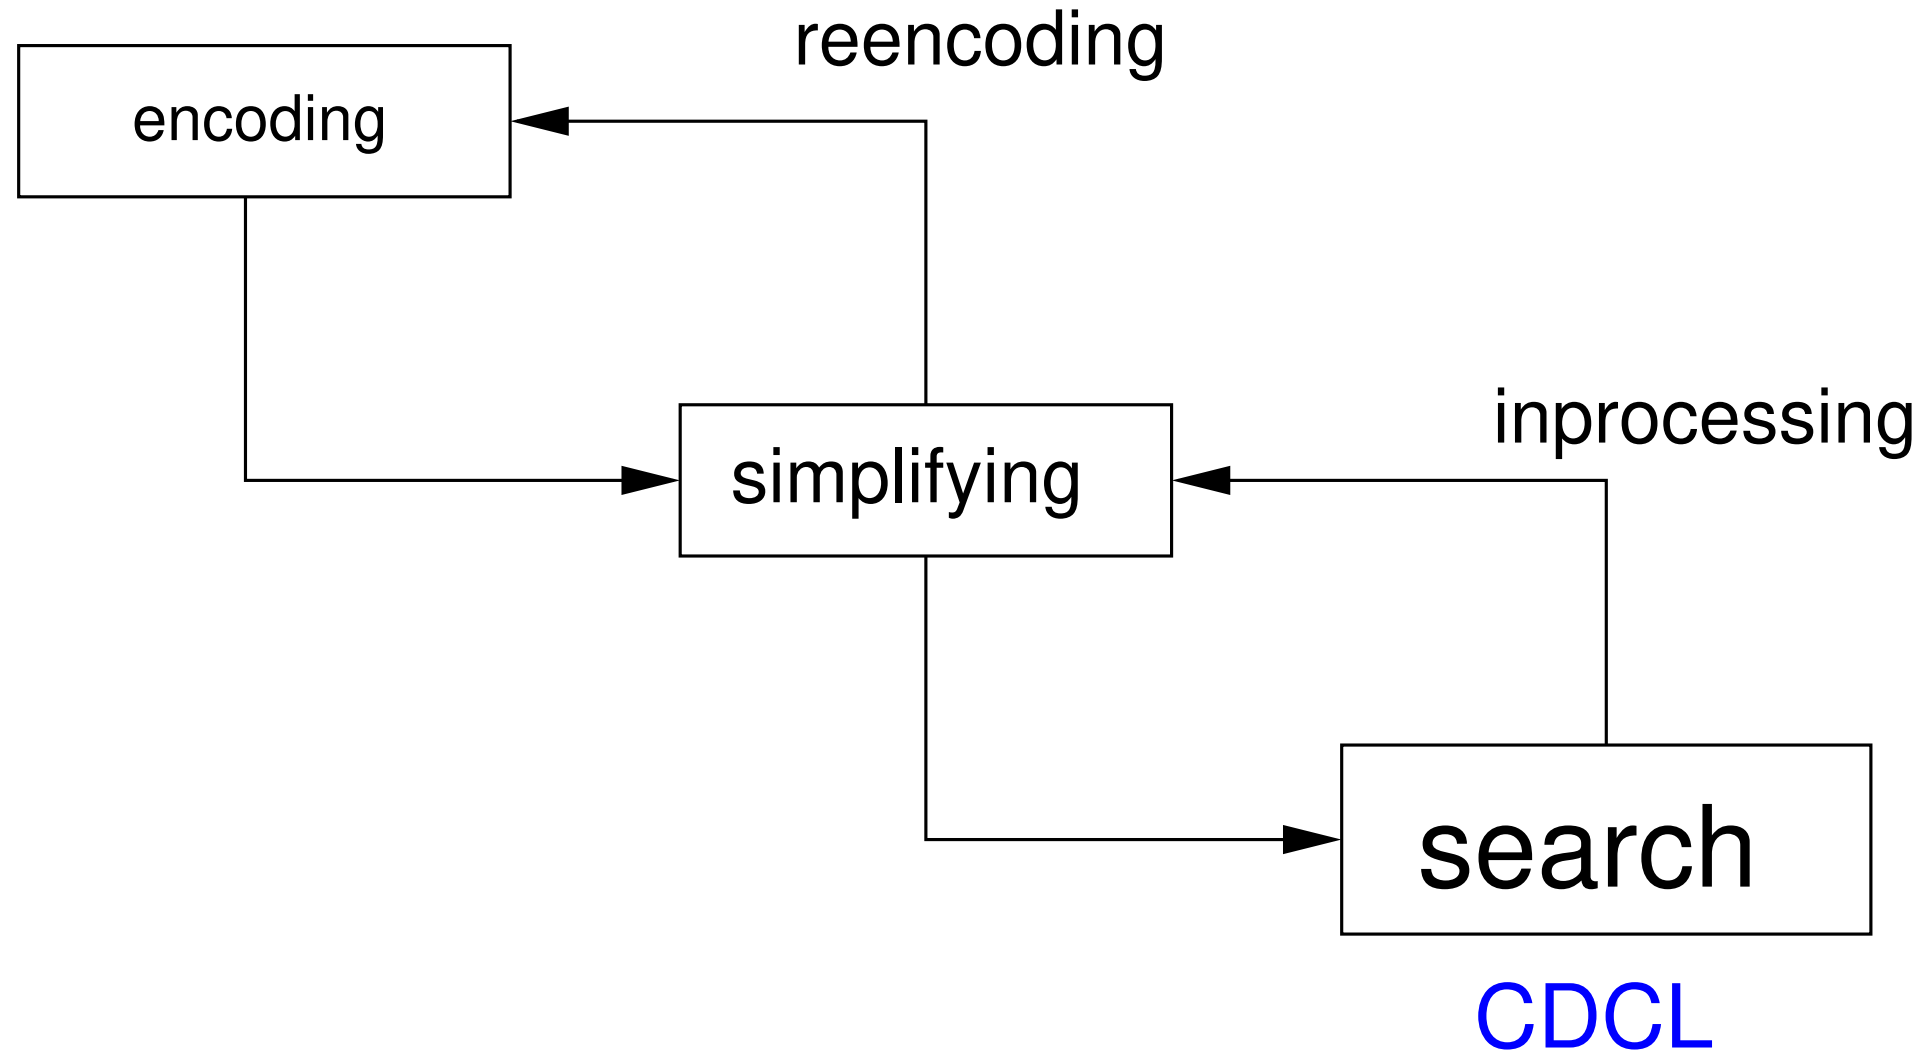 reencoding
encoding
inprocessing
simplifying
search
CDCL